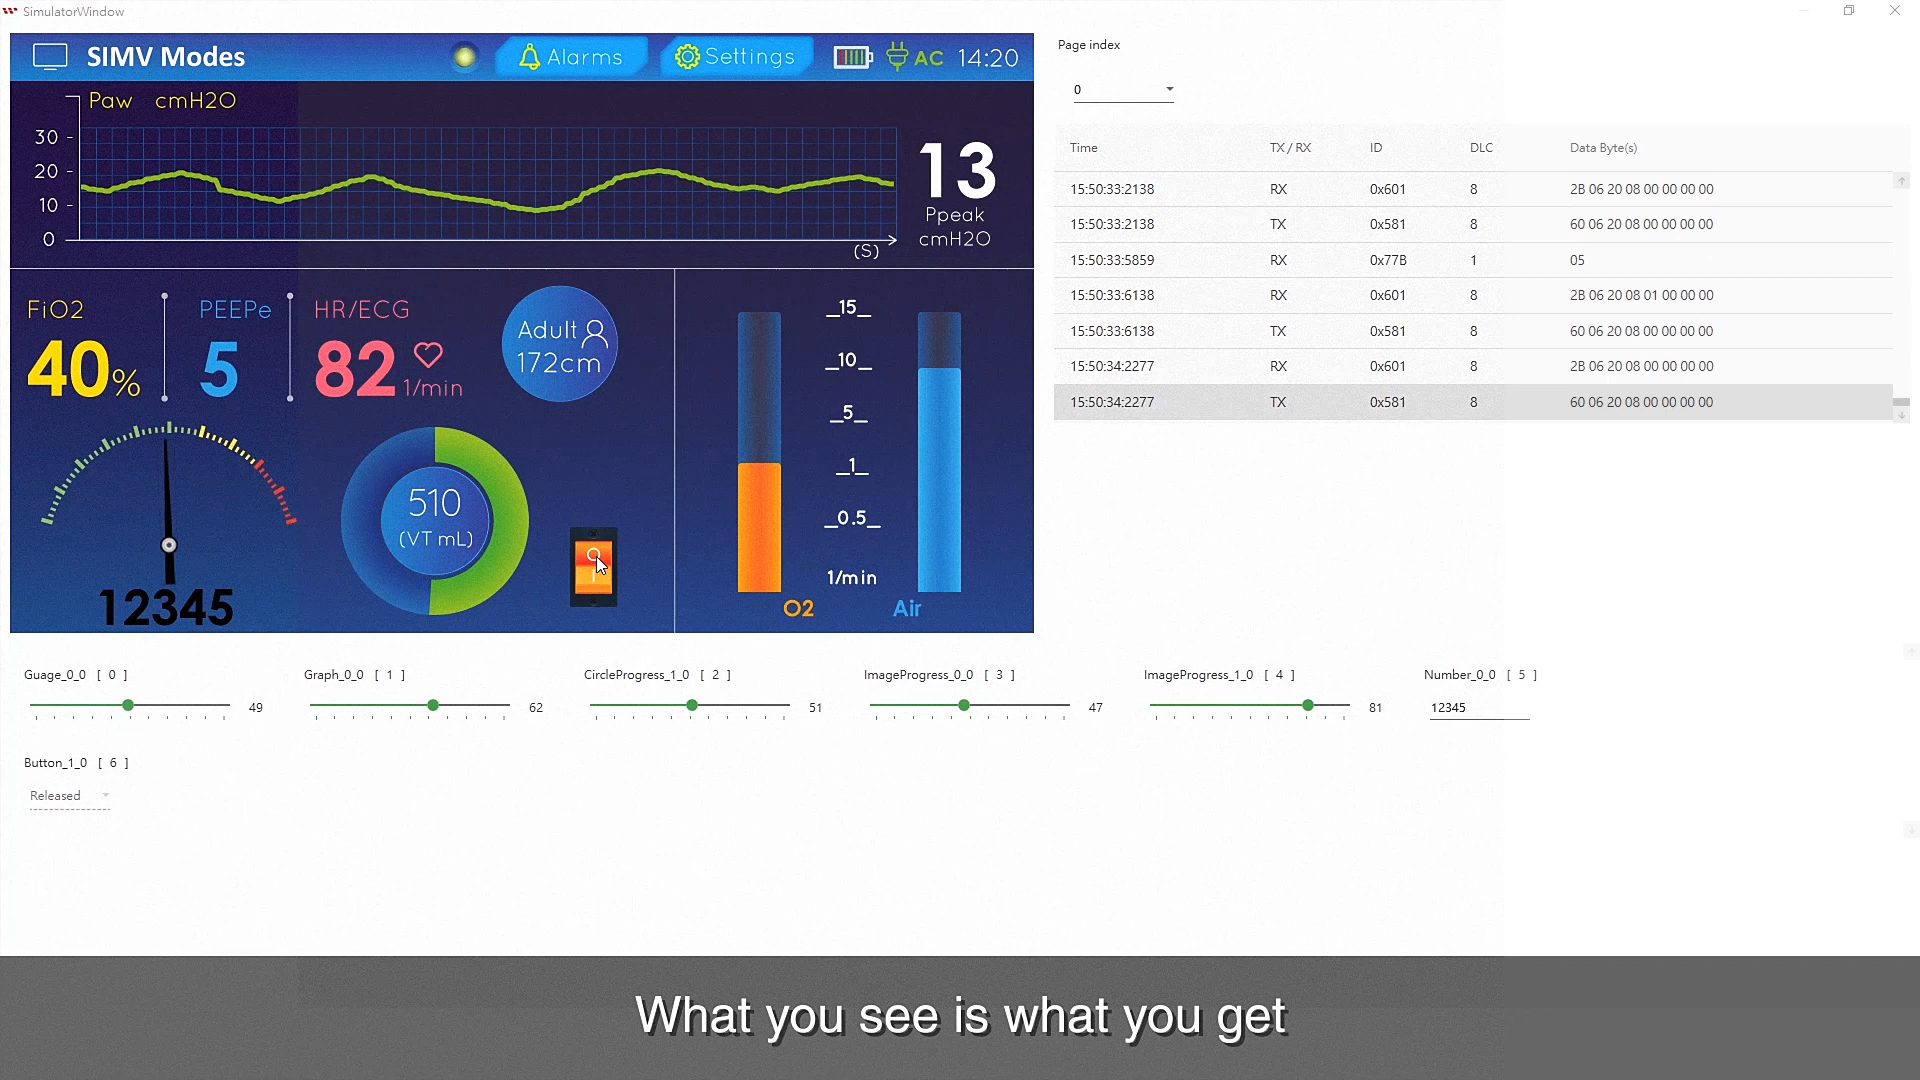 SimulatorWindow
SIMV Modes
Alarms
Settings
AC 14:20
Paw cmH2O
30
20
10
0
(S)
13
Ppeak
cmH2O
FiO2
40%
PEEPe
5
HR/ECG
82 1/min
Adult
172cm
510
(VT mL)
12345
_15_
_10_
_5_
_1_
_0.5_
1/min
O2 Air
Page index
0
Time TX / RX ID DLC Data Byte(s)
15:50:33:2138 RX 0x601 8 2B 06 20 08 00 00 00 00
15:50:33:2138 TX 0x581 8 60 06 20 08 00 00 00 00
15:50:33:5859 RX 0x77B 1 05
15:50:33:6138 RX 0x601 8 2B 06 20 08 01 00 00 00
15:50:33:6138 TX 0x581 8 60 06 20 08 00 00 00 00
15:50:34:2277 RX 0x601 8 2B 06 20 08 00 00 00 00
15:50:34:2277 TX 0x581 8 60 06 20 08 00 00 00 00
Guage_0_0 [ 0 ]
49
Graph_0_0 [ 1 ]
62
CircleProgress_1_0 [ 2 ]
51
ImageProgress_0_0 [ 3 ]
47
ImageProgress_1_0 [ 4 ]
81
Number_0_0 [ 5 ]
12345
Button_1_0 [ 6 ]
Released
What you see is what you get